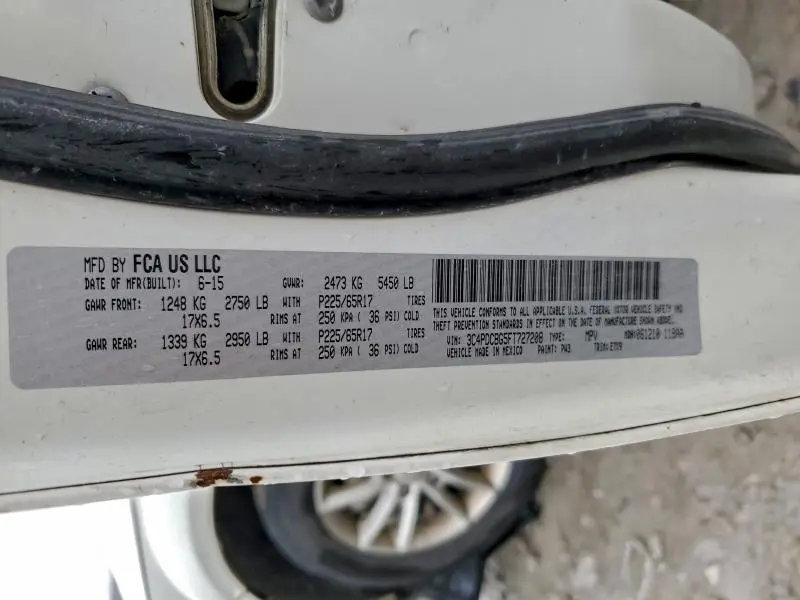 MFD BY FCA US LLC
DATE OF MFR(BUILT): 6-15 GVWR: 2473 KG 5450 LB
GAWR FRONT: 1248 KG 2750 LB WITH P225/65R17 TIRES
17X6.5 RIMS AT 250 KPA ( 36 PSI) COLD
GAWR REAR: 1339 KG 2950 LB WITH P225/65R17 TIRES
17X6.5 RIMS AT 250 KPA ( 36 PSI) COLD
THIS VEHICLE CONFORMS TO ALL APPLICABLE U.S.A. FEDERAL MOTOR VEHICLE SAFETY AND
THEFT PREVENTION STANDARDS IN EFFECT ON THE DATE OF MANUFACTURE SHOWN ABOVE.
VIN: 3C4PDCBG5FT727208 TYPE: MPV MDH: 061210 119AA
VEHICLE MADE IN MEXICO PAINT: PW3 TRIM: